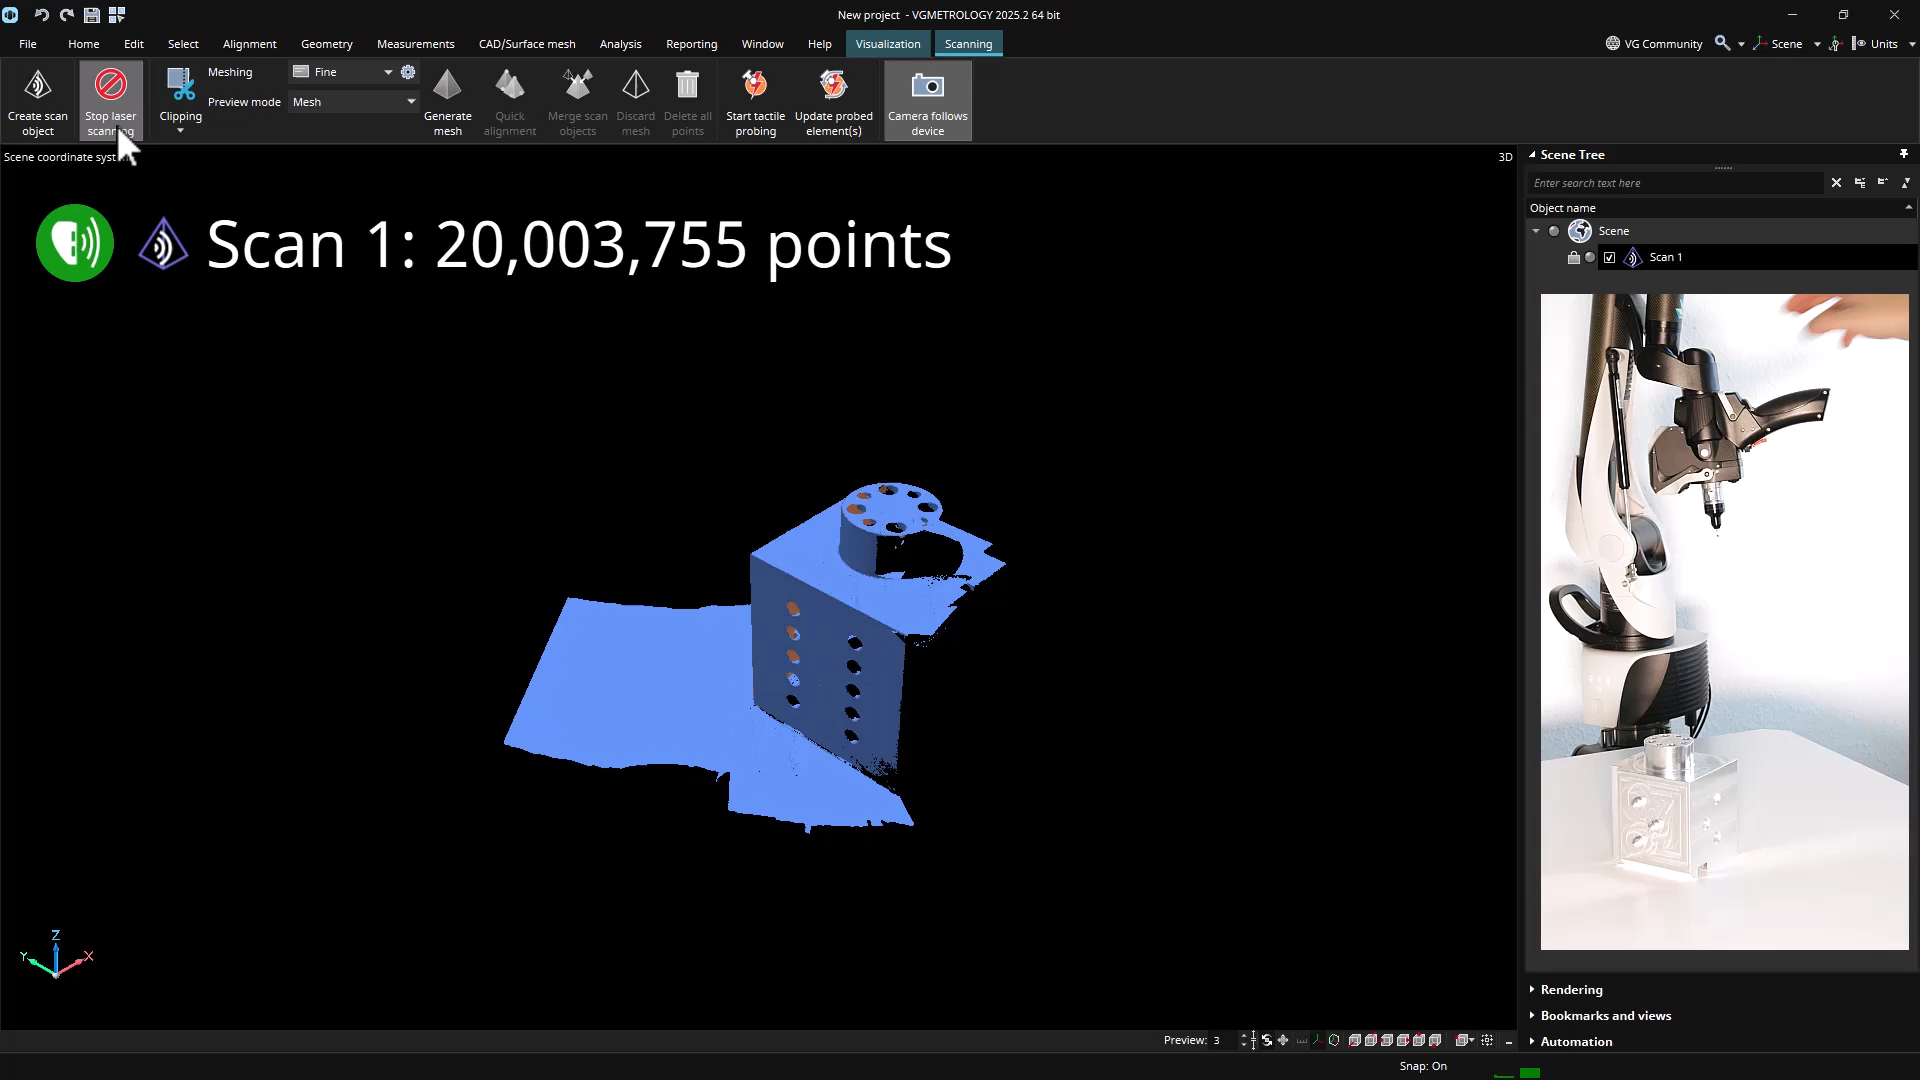 New project - VGMETROLOGY 2025.2 64 bit
File Home Edit Select Alignment Geometry Measurements CAD/Surface mesh Analysis Reporting Window Help Visualization Scanning VG Community Scene Units
Create scan object
Stop laser scanning
Clipping
Meshing Fine
Preview mode Mesh
Generate mesh
Quick alignment
Merge scan objects
Discard mesh
Delete all points
Start tactile probing
Update probed element(s)
Camera follows device
Scene coordinate syst
3D
Scan 1: 20,003,755 points
Scene Tree
Enter search text here
Object name
Scene
Scan 1
Z
Y
X
Rendering
Bookmarks and views
Automation
Preview: 3
Snap: On